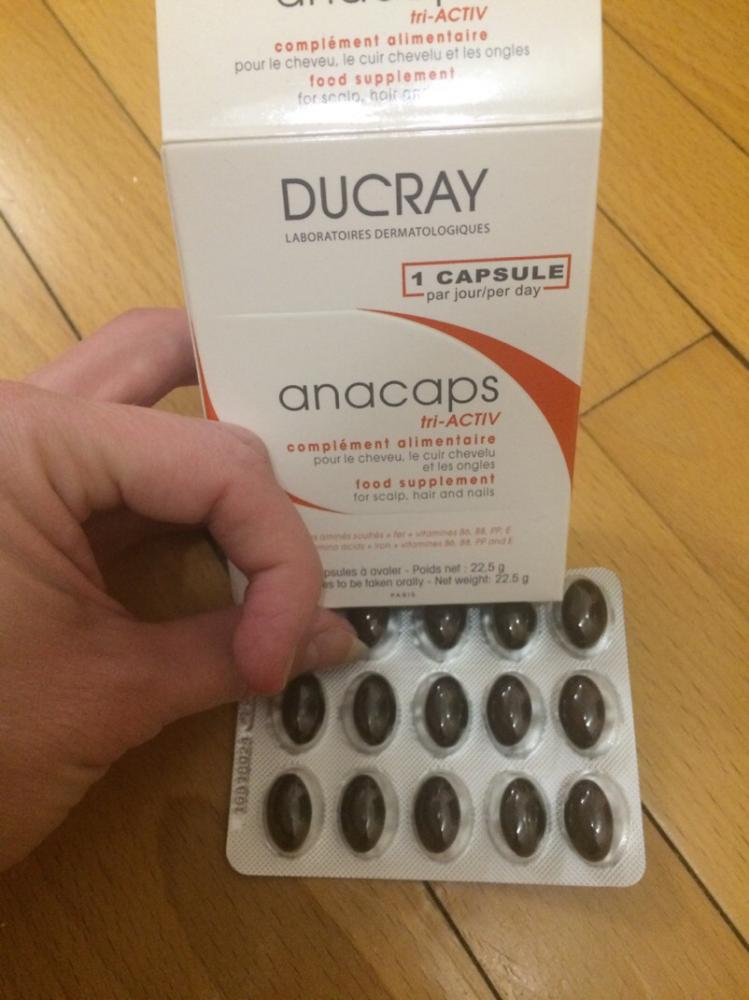 tri-ACTIV
complément alimentaire
pour le cheveu, le cuir chevelu et les ongles
food supplement
for scalp, hair
DUCRAY
LABORATOIRES DERMATOLOGIQUES
1 CAPSULE
par jour/per day
anacaps
tri-ACTIV
complément alimentaire
pour le cheveu, le cuir chevelu
et les ongles
food supplement
for scalp, hair and nails
aminés soufrés + fer + vitamines B6, B8, PP, E
amino acids + iron + vitamines B6, B8, PP and E
à avaler - Poids net : 22,5 g
to be taken orally - Net weight: 22.5 g
PARIS